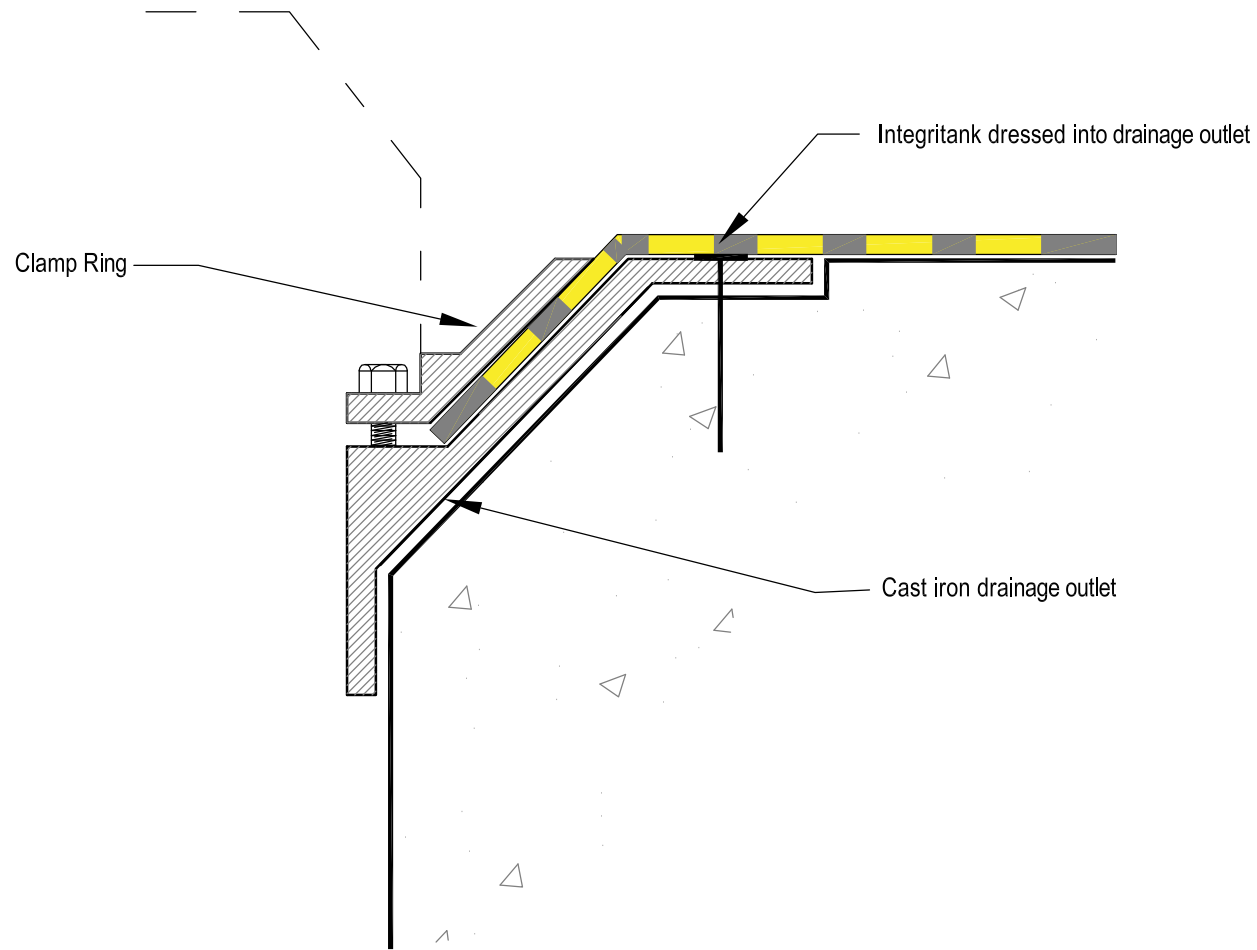 Integritank dressed into drainage outlet
Clamp Ring
Cast iron drainage outlet